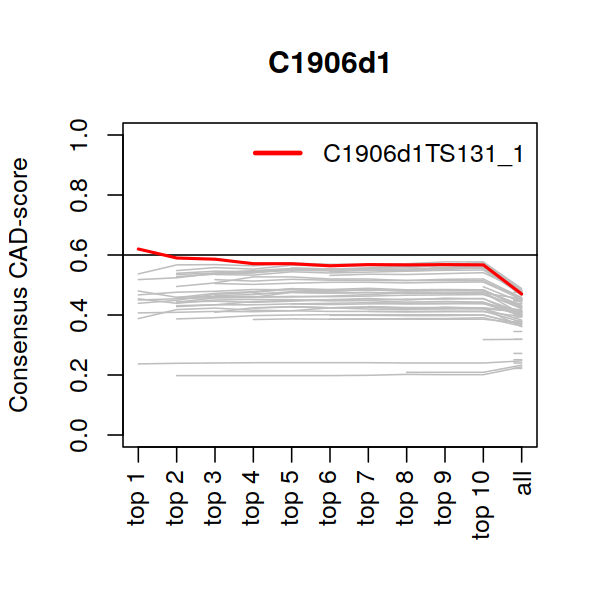 C1906d1
C1906d1TS131_1
Consensus CAD-score
1.0
0.8
0.6
0.4
0.2
0.0
top 1
top 2
top 3
top 4
top 5
top 6
top 7
top 8
top 9
top 10
all